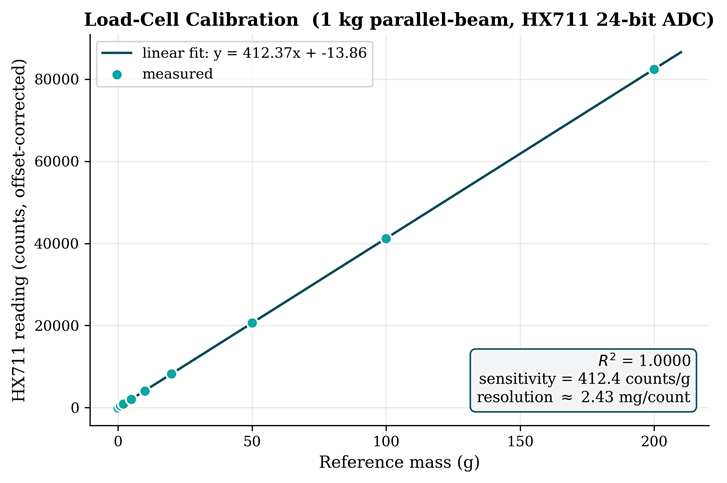 Load-Cell Calibration (1 kg parallel-beam, HX711 24-bit ADC)
linear fit: y = 412.37x + -13.86
measured
HX711 reading (counts, offset-corrected)
80000
60000
40000
20000
0
R² = 1.0000
sensitivity = 412.4 counts/g
resolution ≈ 2.43 mg/count
0 50 100 150 200
Reference mass (g)